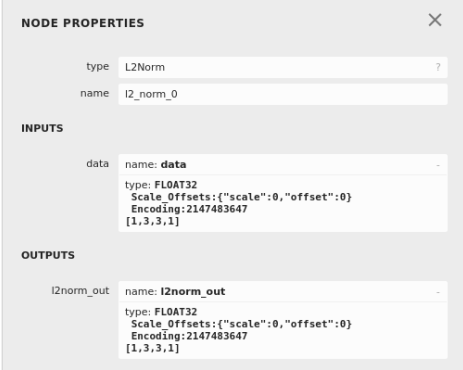 NODE PROPERTIES
type L2Norm ?
name l2_norm_0
INPUTS
data name: data -
type: FLOAT32
Scale_Offsets:{"scale":0,"offset":0}
Encoding:2147483647
[1,3,3,1]
OUTPUTS
l2norm_out name: l2norm_out -
type: FLOAT32
Scale_Offsets:{"scale":0,"offset":0}
Encoding:2147483647
[1,3,3,1]